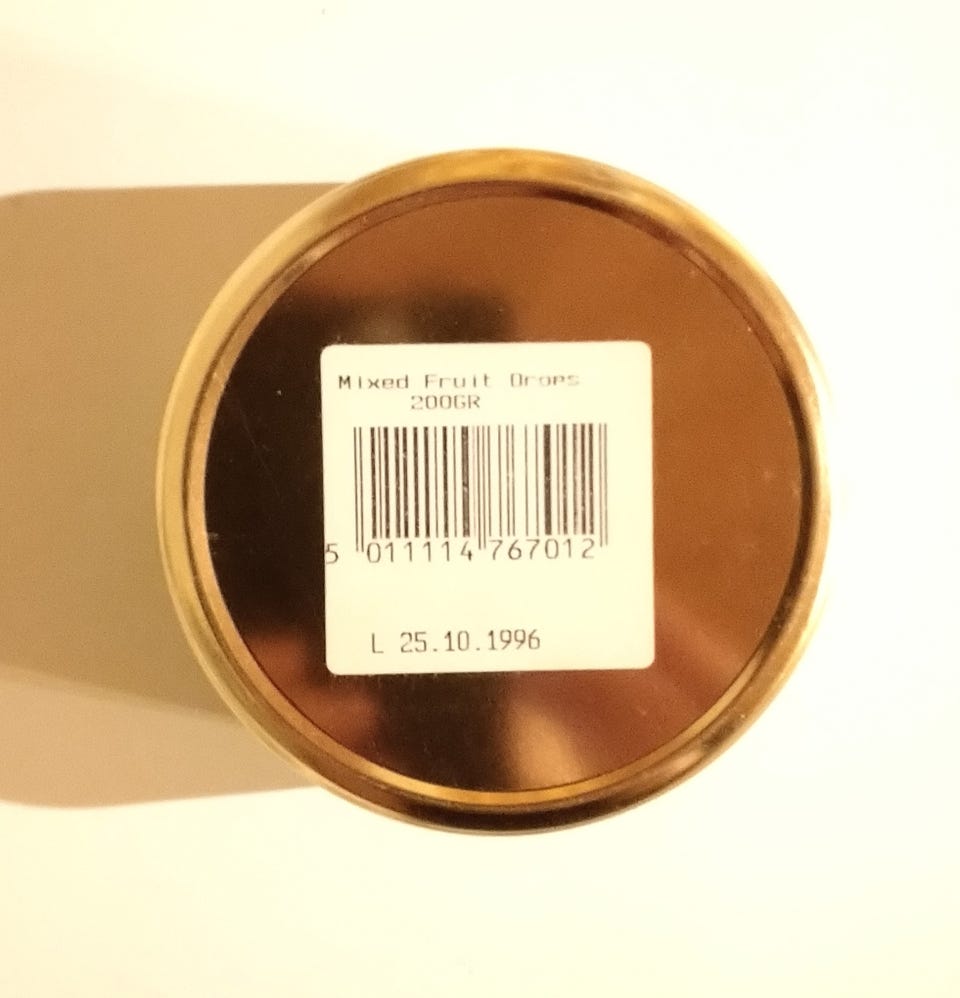 Mixed Fruit Drops
200GR
5 011114 767012
L 25.10.1996